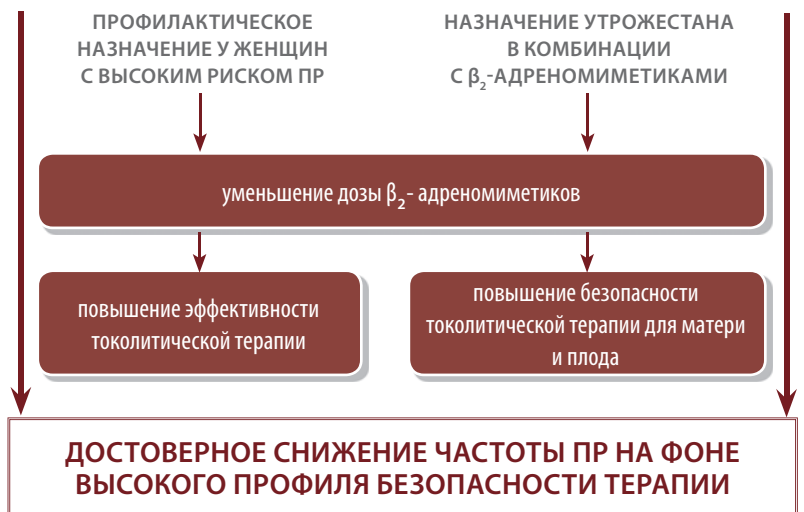 ПРОФИЛАКТИЧЕСКОЕ
НАЗНАЧЕНИЕ У ЖЕНЩИН
С ВЫСОКИМ РИСКОМ ПР
НАЗНАЧЕНИЕ УТРОЖЕСТАНА
В КОМБИНАЦИИ
С β₂-АДРЕНОМИМЕТИКАМИ
уменьшение дозы β₂- адреномиметиков
повышение эффективности
токолитической терапии
повышение безопасности
токолитической терапии для матери
и плода
ДОСТОВЕРНОЕ СНИЖЕНИЕ ЧАСТОТЫ ПР НА ФОНЕ
ВЫСОКОГО ПРОФИЛЯ БЕЗОПАСНОСТИ ТЕРАПИИ